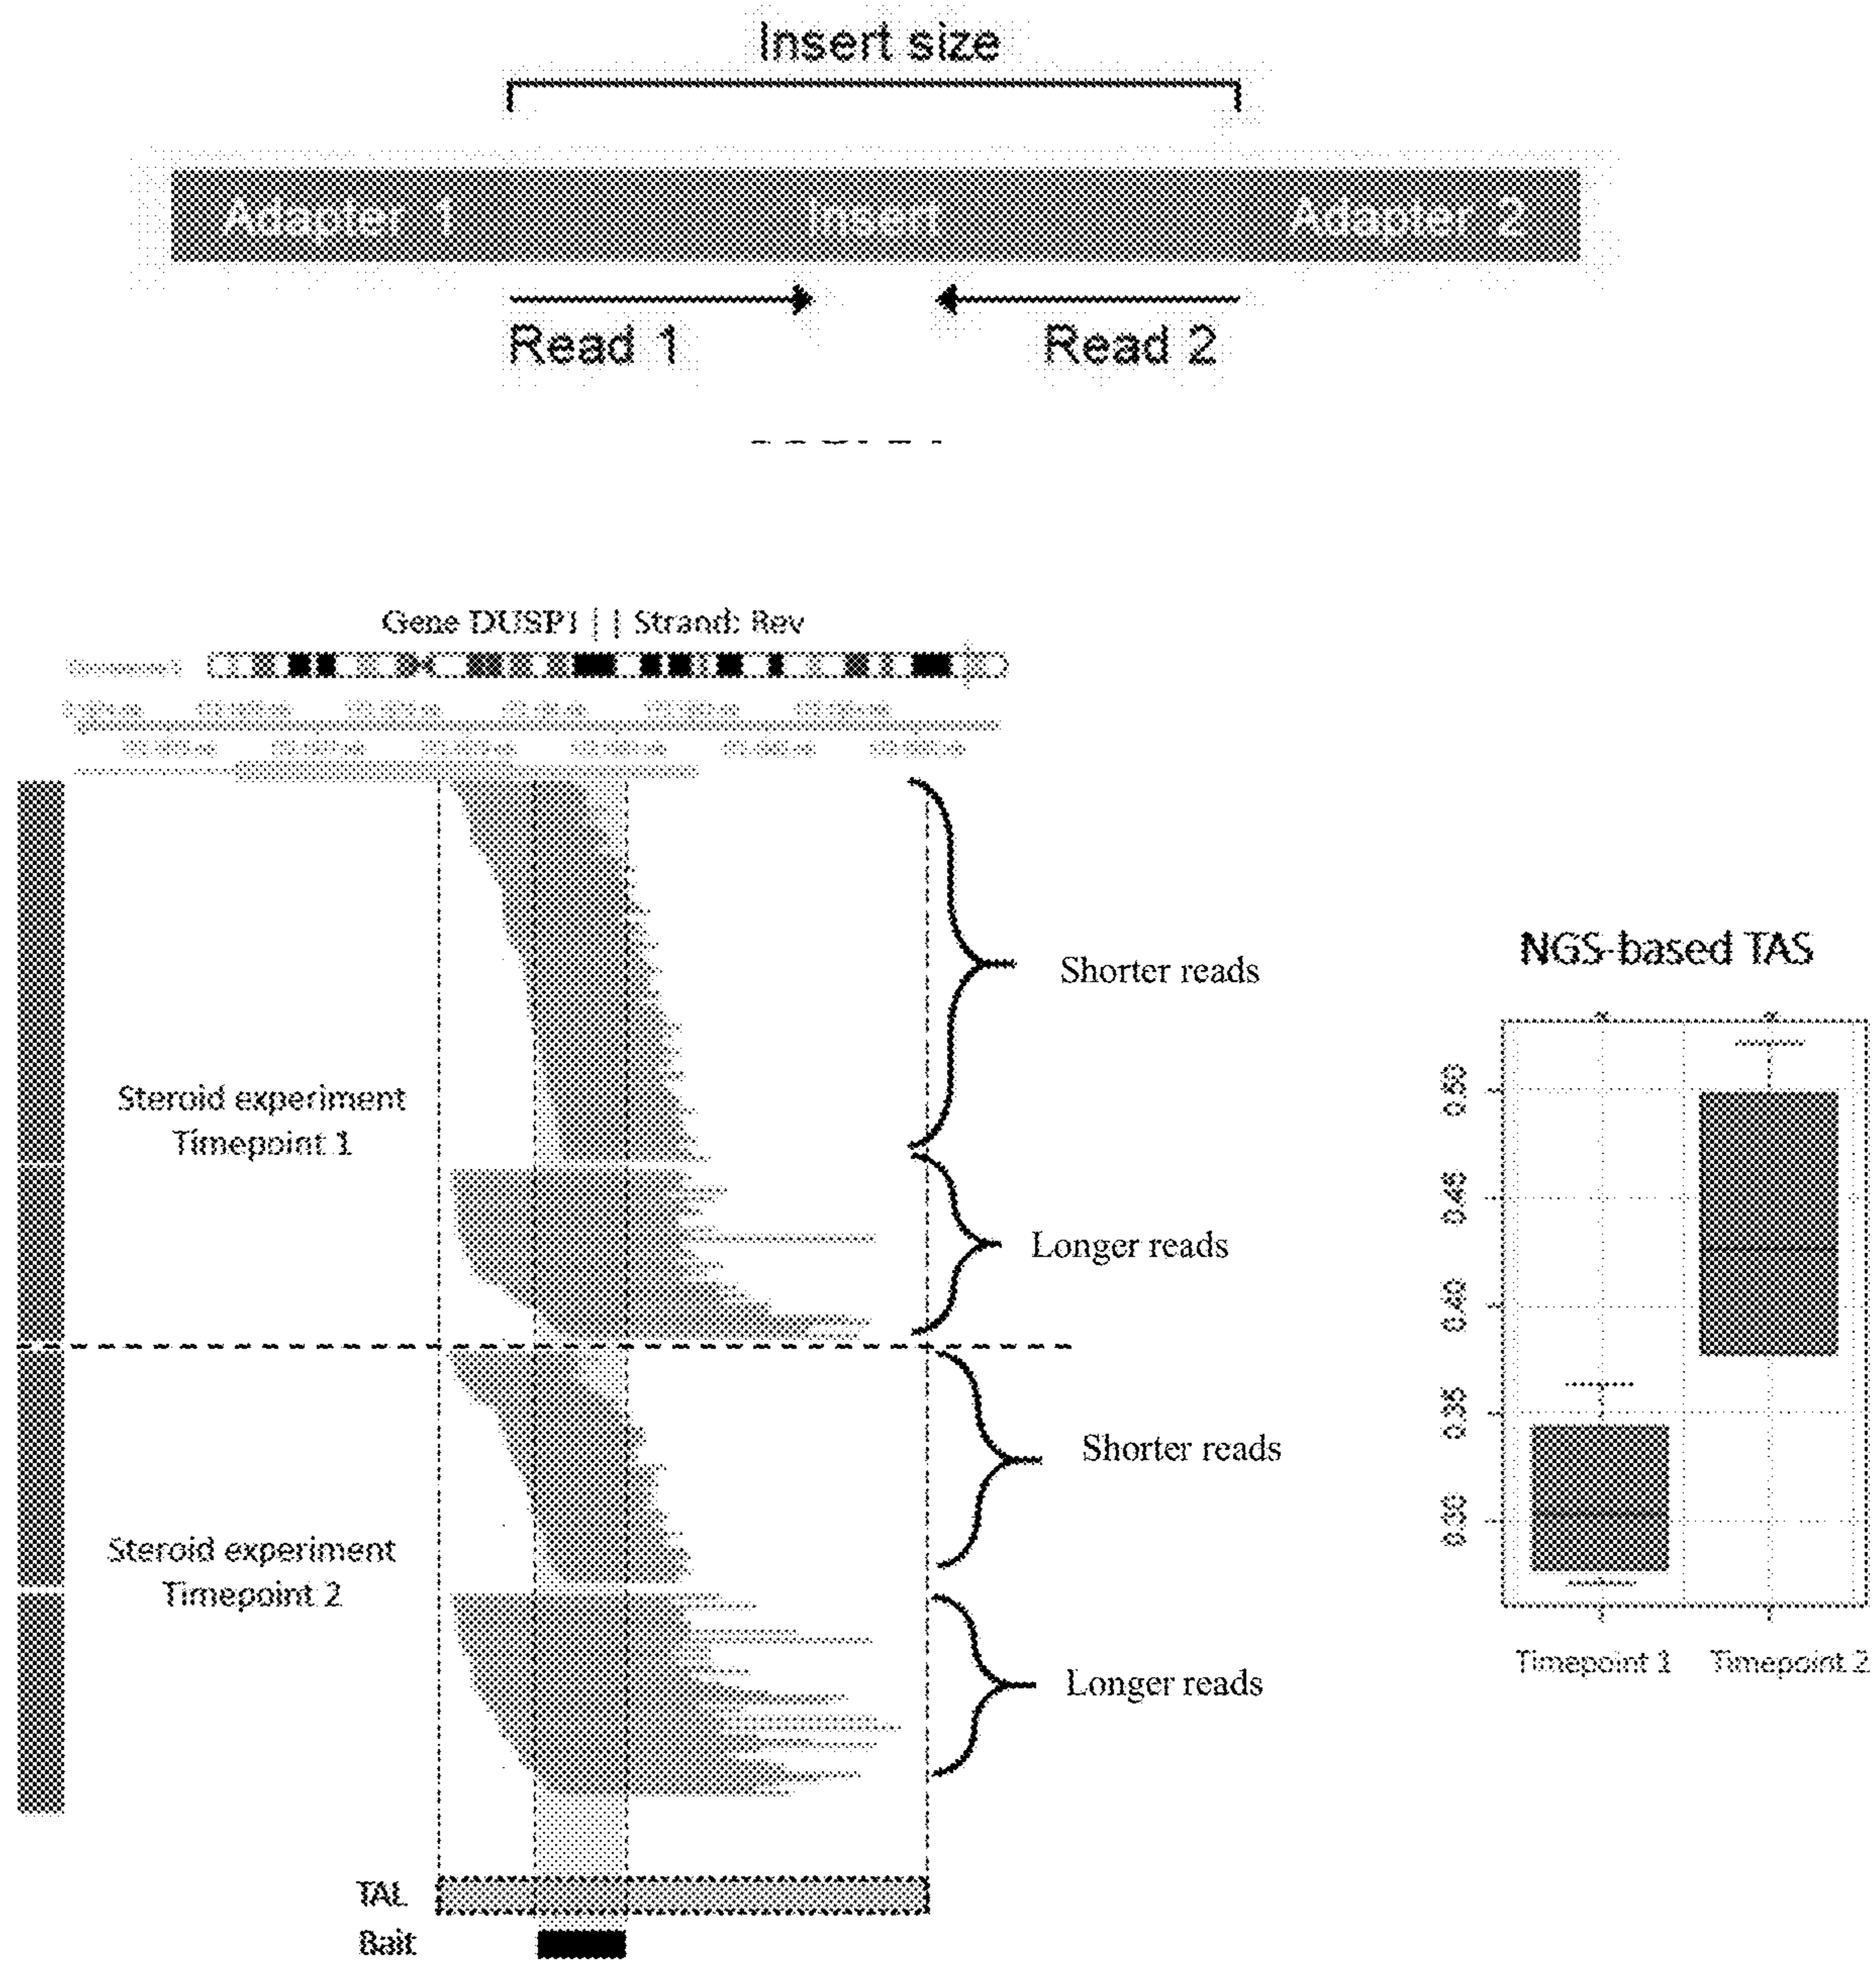 Insert size
Adapter 1 Insert Adapter 2
Read 1 Read 2
Gene DUSP1 || Strand: Rev
Shorter reads
Steroid experiment
Timepoint 1
Longer reads
Shorter reads
Steroid experiment
Timepoint 2
Longer reads
TAL
Bait
NGS-based TAS
0.50
0.45
0.40
0.35
0.30
Timepoint 1 Timepoint 2